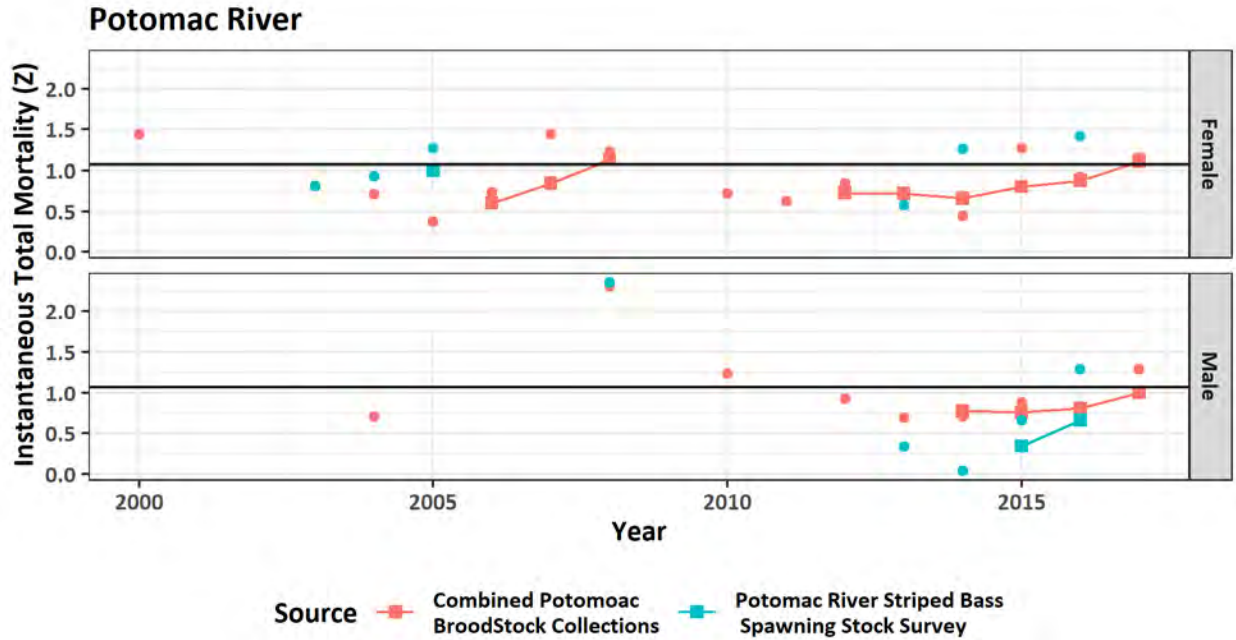 Potomac River
Instantaneous Total Mortality (Z)
2.0
1.5
1.0
0.5
0.0
Female
2.0
1.5
1.0
0.5
0.0
Male
2000 2005 2010 2015
Year
Source
Combined Potomoac
BroodStock Collections
Potomac River Striped Bass
Spawning Stock Survey